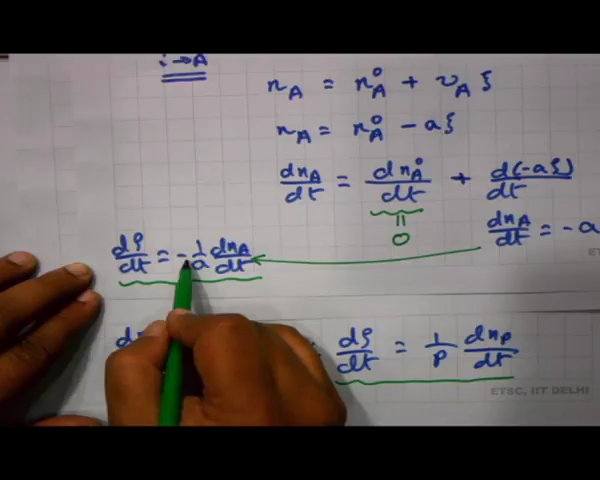 i → A
n_A = n_A° + ν_A ξ
n_A = n_A° - aξ
dn_A/dt = dn_A°/dt + d(-aξ)/dt
|| 0
dn_A/dt = -a
dξ/dt = - 1/a dn_A/dt
dξ/dt = 1/P dn_P/dt
ETSC, IIT DELHI